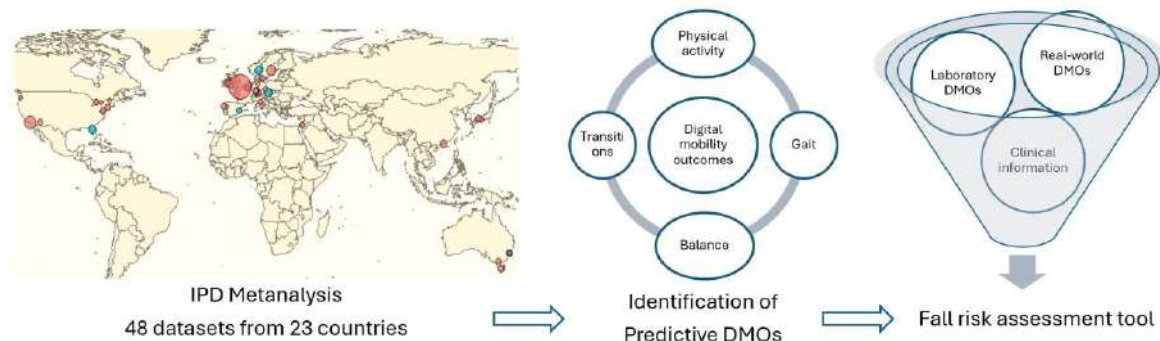 IPD Metanalysis
48 datasets from 23 countries
Physical
activity
Transiti
ons
Digital
mobility
outcomes
Gait
Balance
Identification of
Predictive DMOs
Real-world
DMOs
Laboratory
DMOs
Clinical
information
Fall risk assessment tool